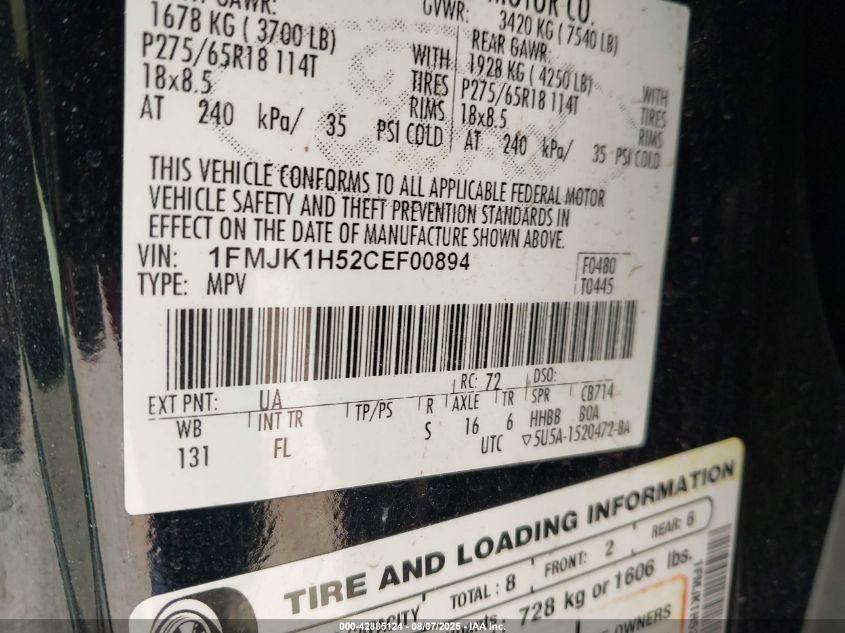 GAWR: GVWR: MOTOR CO.
1678 KG ( 3700 LB) 3420 KG ( 7540 LB)
P275/65R18 114T WITH REAR GAWR:
18x8.5 TIRES 1928 KG ( 4250 LB) WITH
AT 240 kPa/ 35 PSI COLD RIMS P275/65R18 114T TIRES
18x8.5 RIMS
AT 240 kPa/ 35 PSI COLD
THIS VEHICLE CONFORMS TO ALL APPLICABLE FEDERAL MOTOR
VEHICLE SAFETY AND THEFT PREVENTION STANDARDS IN
EFFECT ON THE DATE OF MANUFACTURE SHOWN ABOVE.
VIN: 1FMJK1H52CEF00894 F0480
TYPE: MPV T0445
EXT PNT: UA RC: 72 DSO:
WB INT TR TP/PS R AXLE TR SPR CB714
131 FL S 16 6 HHBB BOA
UTC ▽5U5A-1520472-BA
TIRE AND LOADING INFORMATION
TOTAL : 8 FRONT: 2 REAR: 6
728 kg or 1606 lbs.
OWNERS
000-42885124 - 08/07/2025 - IAA Inc.